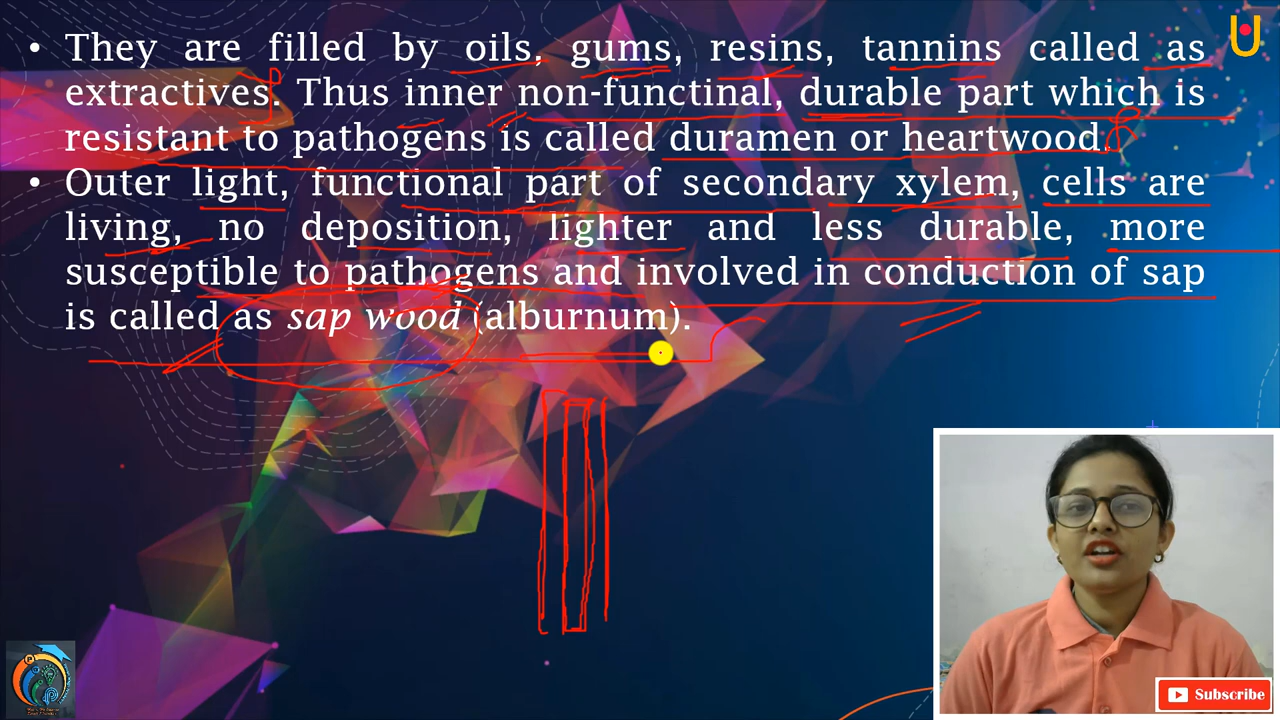 • They are filled by oils, gums, resins, tannins called as
extractives. Thus inner non-functinal, durable part which is
resistant to pathogens is called duramen or heartwood.
• Outer light, functional part of secondary xylem, cells are
living, no deposition, lighter and less durable, more
susceptible to pathogens and involved in conduction of sap
is called as sap wood (alburnum).
Subscribe